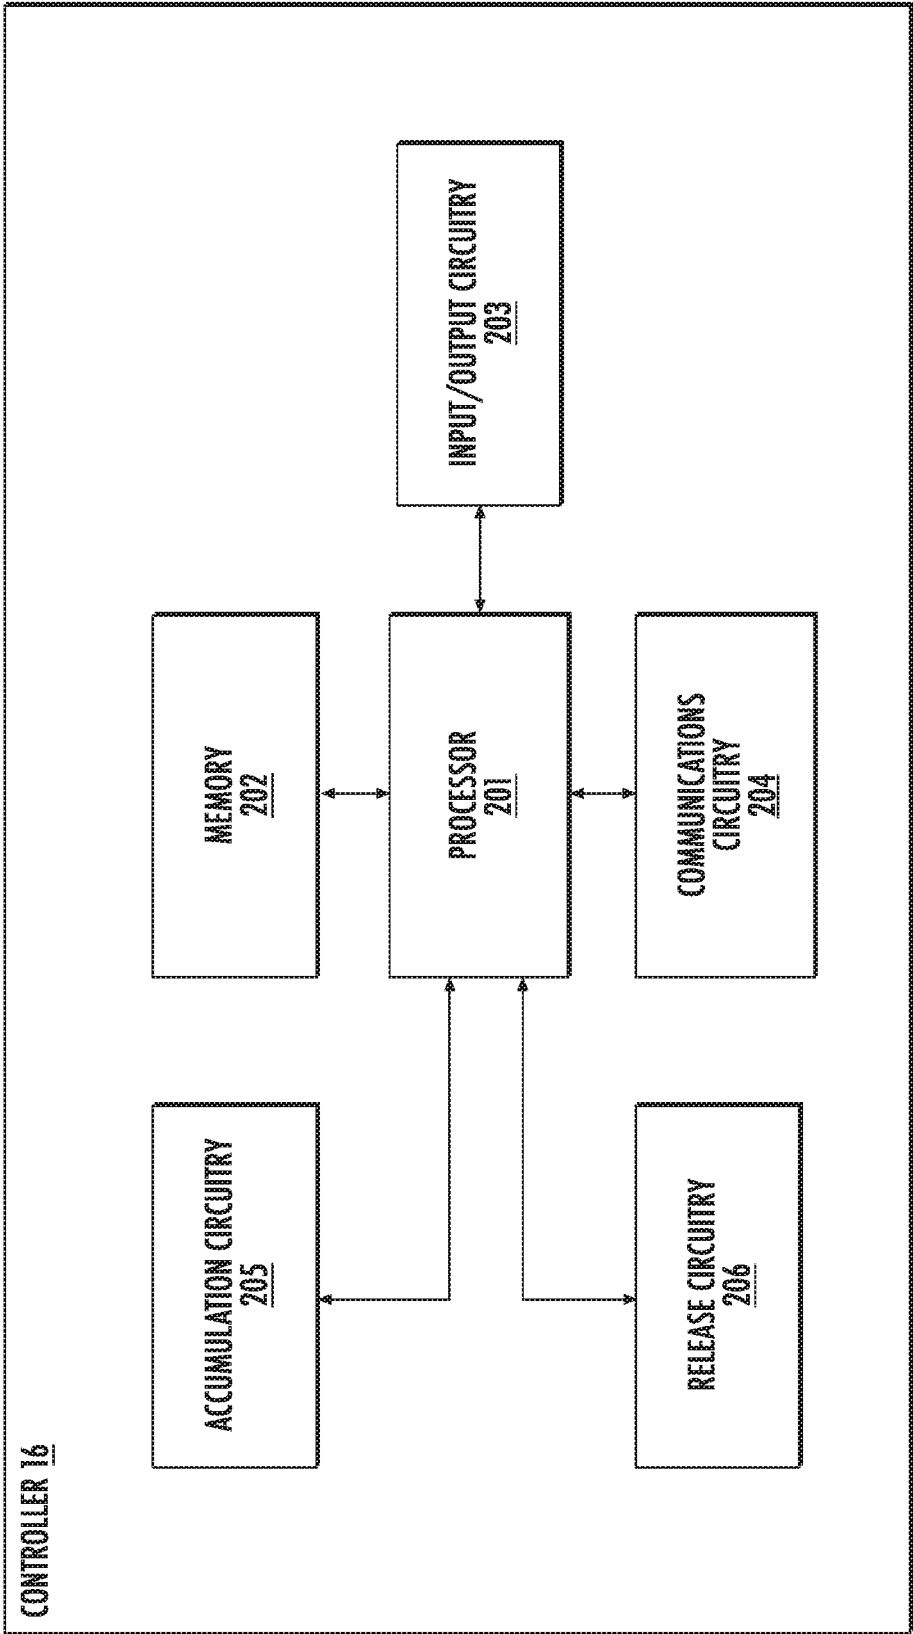 CONTROLLER 16
ACCUMULATION CIRCUITRY
205
MEMORY
202
PROCESSOR
201
INPUT/OUTPUT CIRCUITRY
203
RELEASE CIRCUITRY
206
COMMUNICATIONS
CIRCUITRY
204